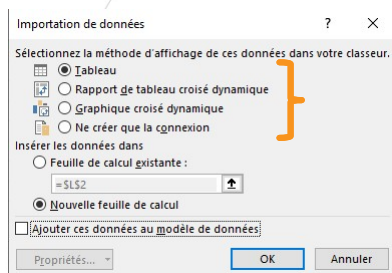 Importation de données ? X
Sélectionnez la méthode d'affichage de ces données dans votre classeur.
Tableau
Rapport de tableau croisé dynamique
Graphique croisé dynamique
Ne créer que la connexion
Insérer les données dans
Feuille de calcul existante :
=$L$2
Nouvelle feuille de calcul
Ajouter ces données au modèle de données
Propriétés... OK Annuler